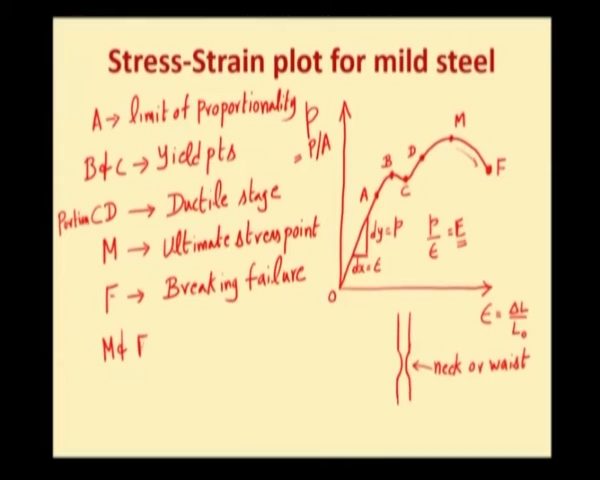 Stress-Strain plot for mild steel
A → limit of Proportionality
B & C → Yield pts
Portion CD → Ductile stage
M → Ultimate stress point
F → Breaking failure
M & F
p
= P/A
A
B
C
D
M
F
dy = p
dx = ε
p/ε = E
O
ε = ΔL/L₀
← neck or waist